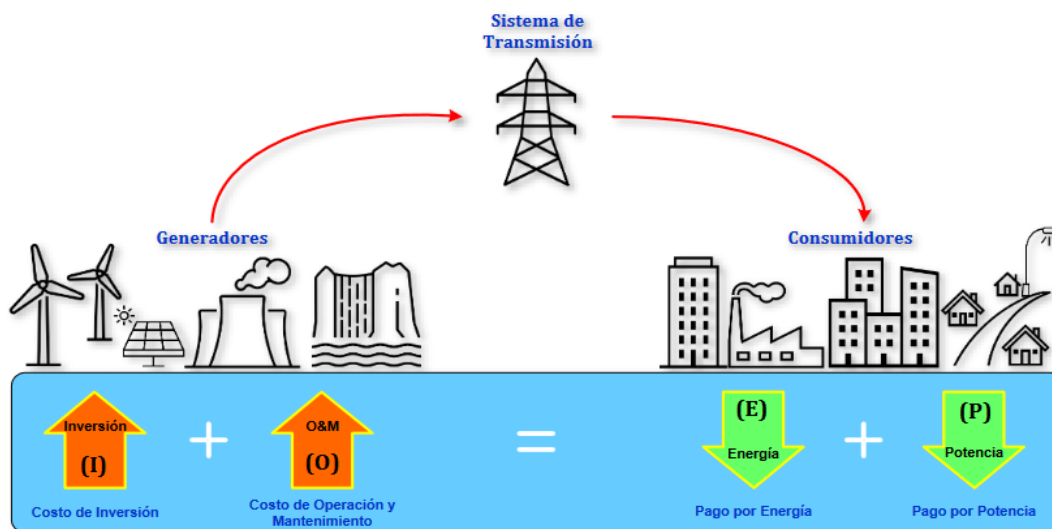 Sistema de
Transmisión
Generadores
Consumidores
Inversión
(I)
+
O&M
(O)
=
(E)
Energía
+
(P)
Potencia
Costo de Inversión
Costo de Operación y
Mantenimiento
Pago por Energía
Pago por Potencia